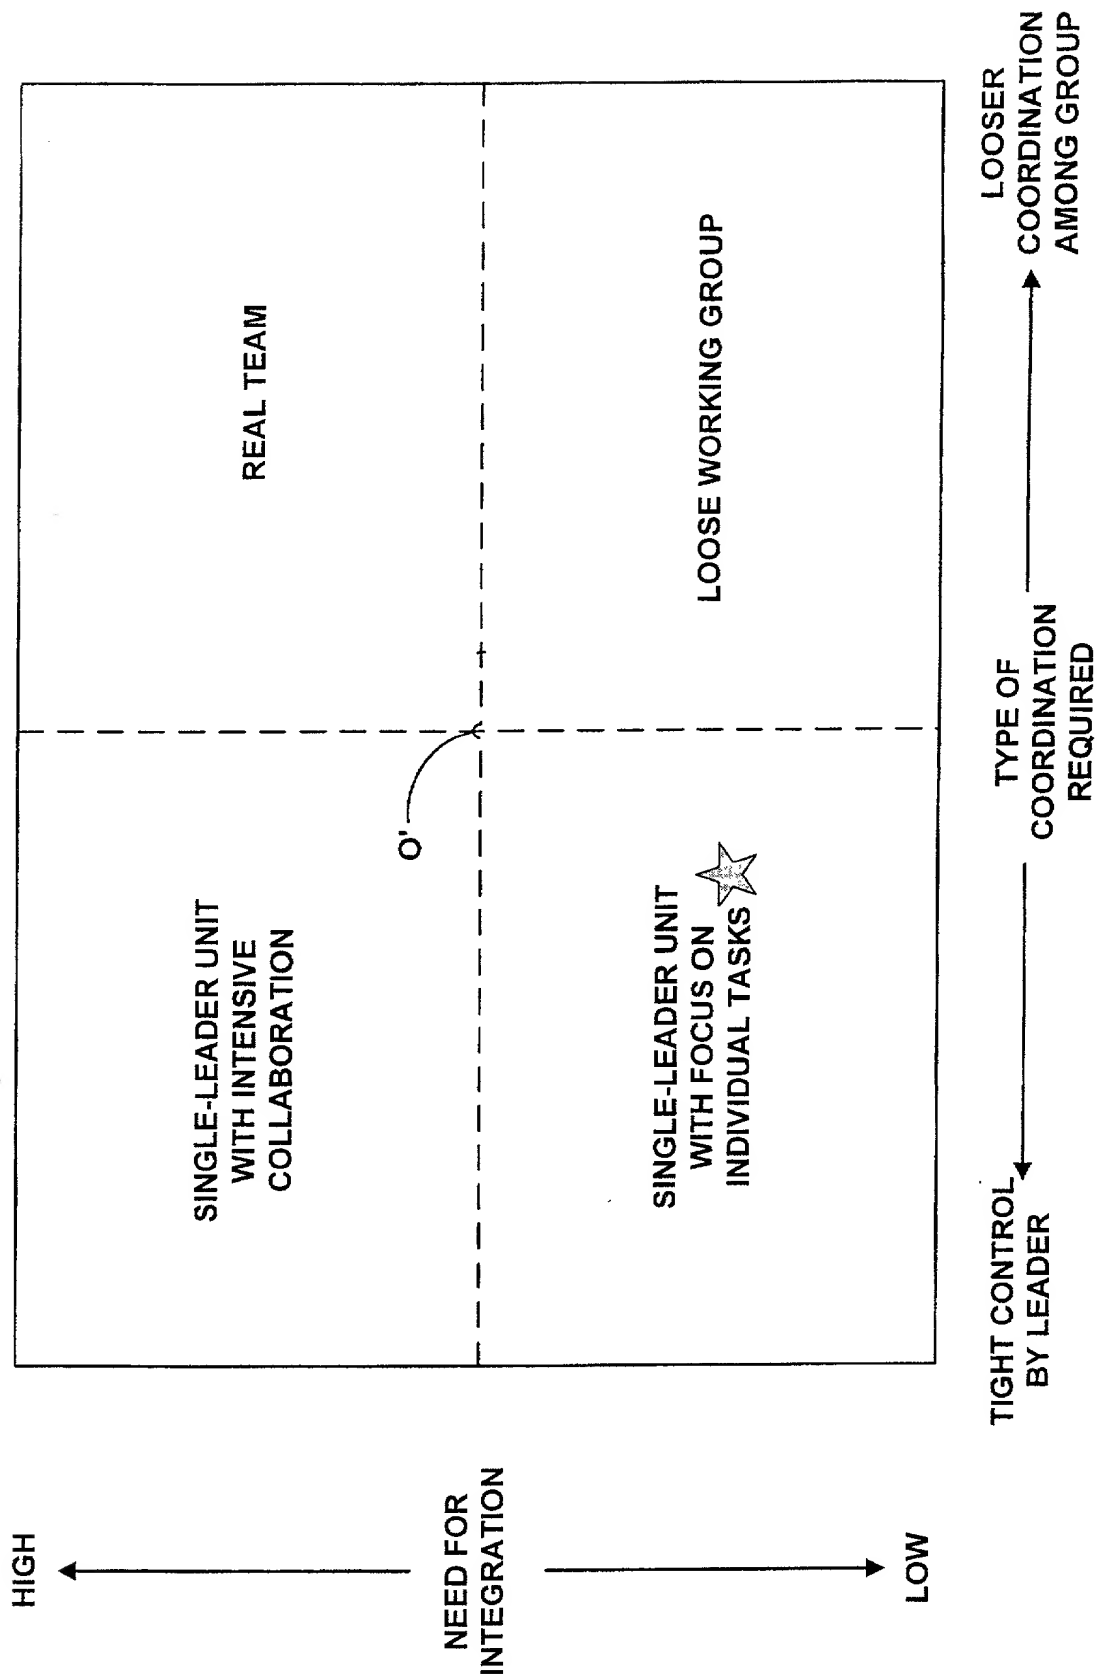 HIGH
NEED FOR
INTEGRATION
LOW
SINGLE-LEADER UNIT
WITH INTENSIVE
COLLABORATION
REAL TEAM
O'
SINGLE-LEADER UNIT
WITH FOCUS ON
INDIVIDUAL TASKS
LOOSE WORKING GROUP
TIGHT CONTROL
BY LEADER
TYPE OF
COORDINATION
REQUIRED
LOOSER
COORDINATION
AMONG GROUP